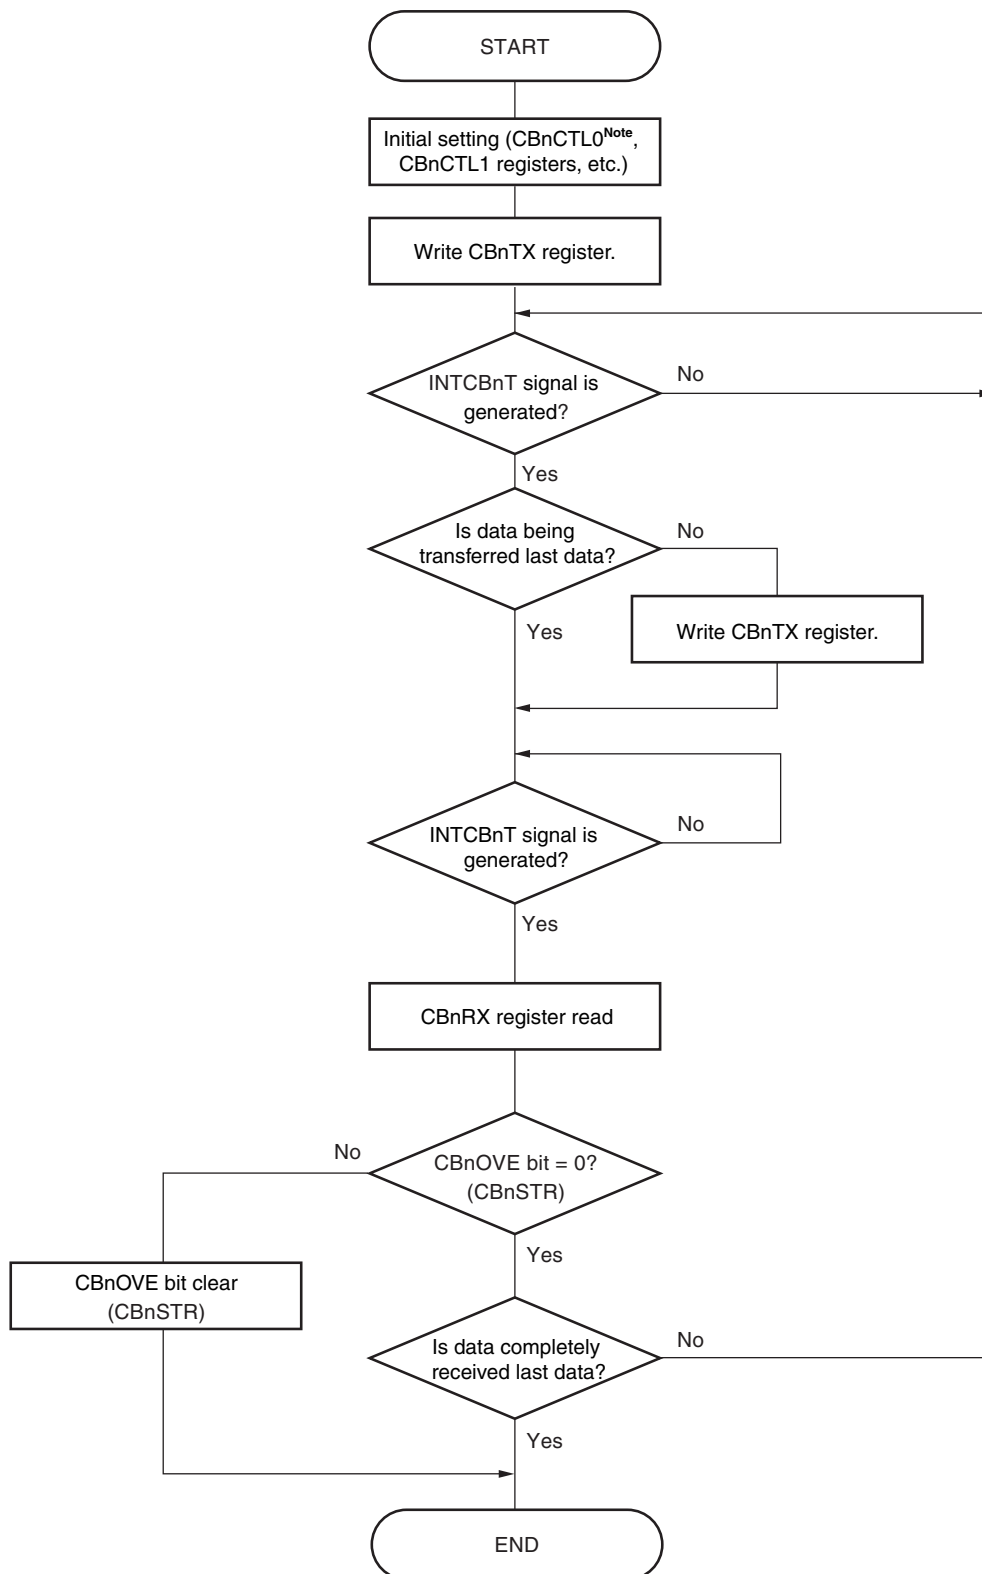 START
Initial setting (CBnCTL0Note,
CBnCTL1 registers, etc.)
Write CBnTX register.
INTCBnT signal is
generated?
No
Yes
Is data being
transferred last data?
No
Yes
Write CBnTX register.
INTCBnT signal is
generated?
No
Yes
CBnRX register read
No
CBnOVE bit = 0?
(CBnSTR)
Yes
CBnOVE bit clear
(CBnSTR)
Is data completely
received last data?
No
Yes
END